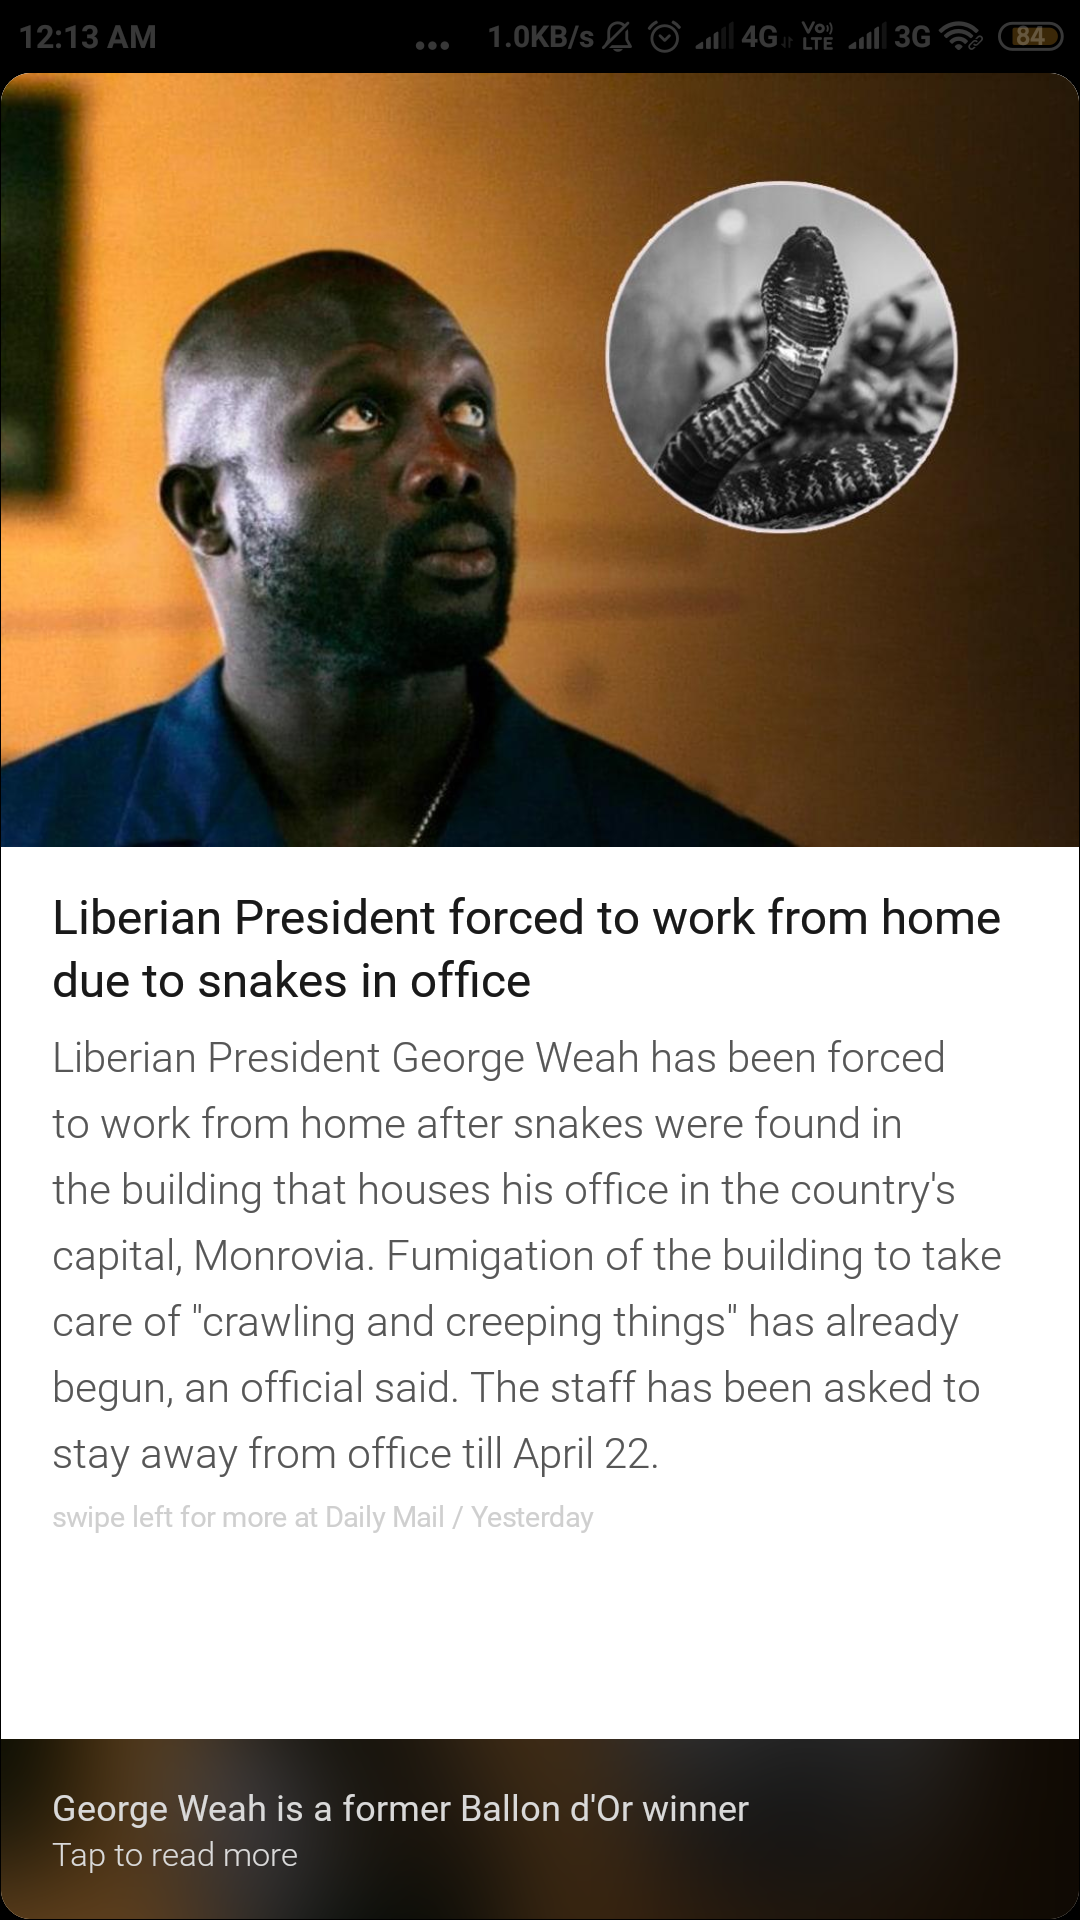 12:13 AM ... 1.0KB/s 4G Vo)) LTE 3G 84
Liberian President forced to work from home
due to snakes in office
Liberian President George Weah has been forced
to work from home after snakes were found in
the building that houses his office in the country's
capital, Monrovia. Fumigation of the building to take
care of "crawling and creeping things" has already
begun, an official said. The staff has been asked to
stay away from office till April 22.
swipe left for more at Daily Mail / Yesterday
George Weah is a former Ballon d'Or winner
Tap to read more